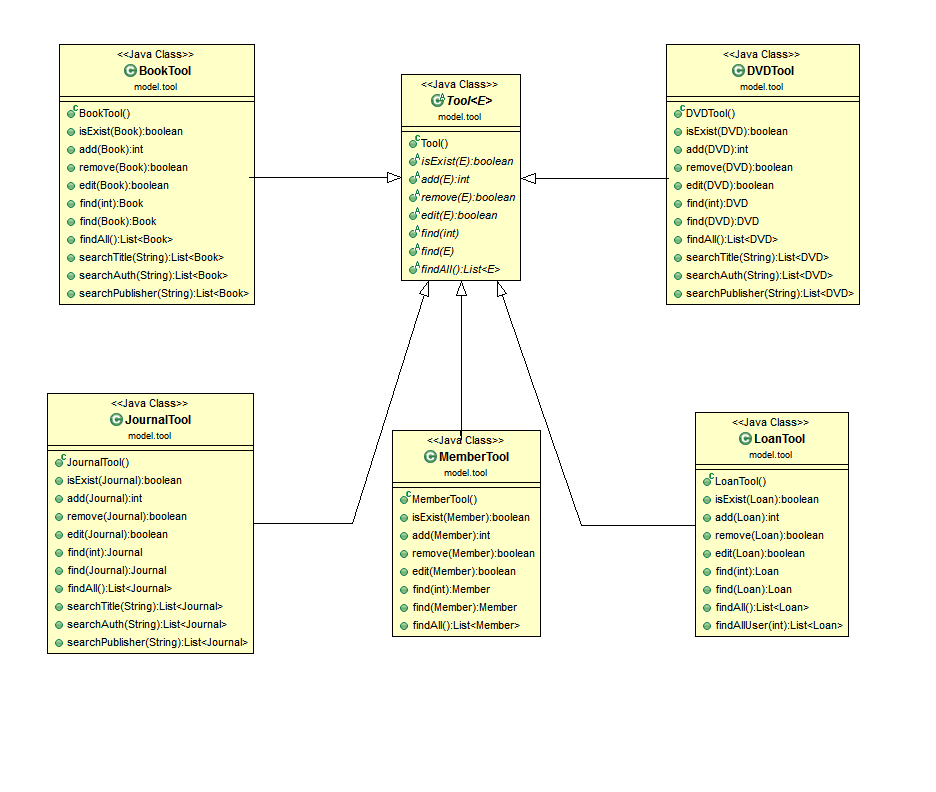 <<Java Class>>
BookTool
model.tool
BookTool()
isExist(Book):boolean
add(Book):int
remove(Book):boolean
edit(Book):boolean
find(int):Book
find(Book):Book
findAll():List<Book>
searchTitle(String):List<Book>
searchAuth(String):List<Book>
searchPublisher(String):List<Book>
<<Java Class>>
Tool<E>
model.tool
Tool()
isExist(E):boolean
add(E):int
remove(E):boolean
edit(E):boolean
find(int)
find(E)
findAll():List<E>
<<Java Class>>
DVDTool
model.tool
DVDTool()
isExist(DVD):boolean
add(DVD):int
remove(DVD):boolean
edit(DVD):boolean
find(int):DVD
find(DVD):DVD
findAll():List<DVD>
searchTitle(String):List<DVD>
searchAuth(String):List<DVD>
searchPublisher(String):List<DVD>
<<Java Class>>
JournalTool
model.tool
JournalTool()
isExist(Journal):boolean
add(Journal):int
remove(Journal):boolean
edit(Journal):boolean
find(int):Journal
find(Journal):Journal
findAll():List<Journal>
searchTitle(String):List<Journal>
searchAuth(String):List<Journal>
searchPublisher(String):List<Journal>
<<Java Class>>
MemberTool
model.tool
MemberTool()
isExist(Member):boolean
add(Member):int
remove(Member):boolean
edit(Member):boolean
find(int):Member
find(Member):Member
findAll():List<Member>
<<Java Class>>
LoanTool
model.tool
LoanTool()
isExist(Loan):boolean
add(Loan):int
remove(Loan):boolean
edit(Loan):boolean
find(int):Loan
find(Loan):Loan
findAll():List<Loan>
findAllUser(int):List<Loan>